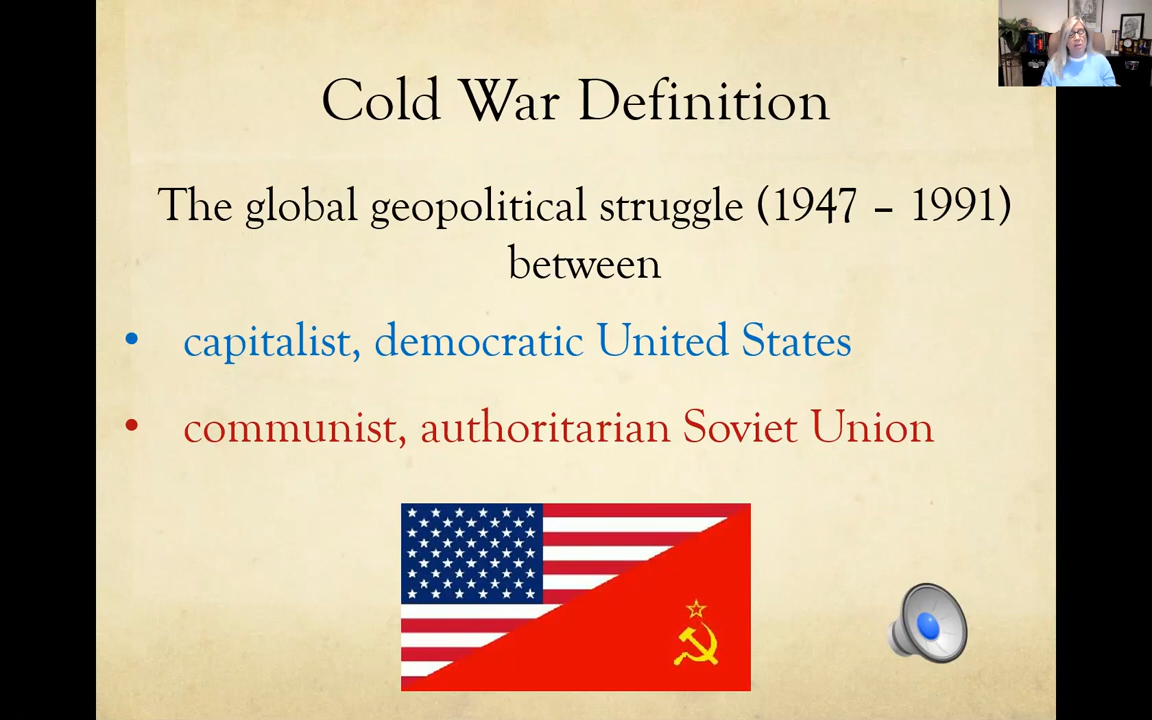 Cold War Definition
The global geopolitical struggle (1947 – 1991)
between
• capitalist, democratic United States
• communist, authoritarian Soviet Union